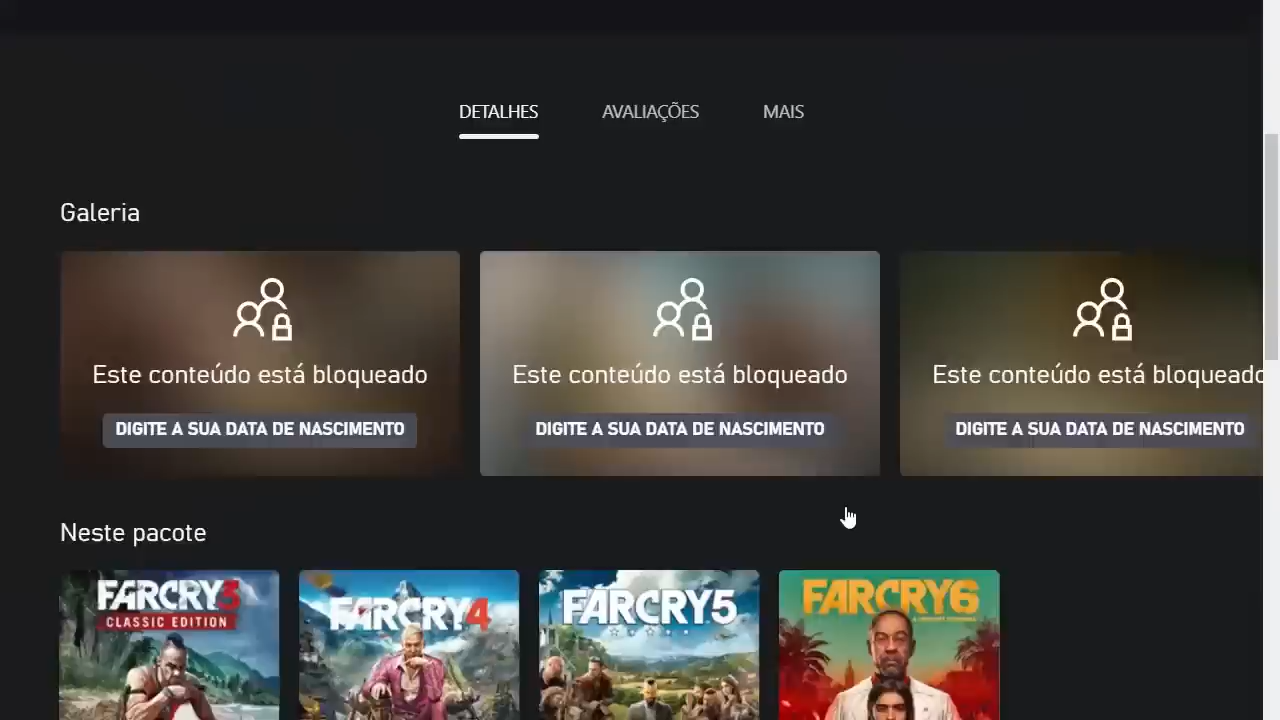 DETALHES AVALIAÇÕES MAIS
Galeria
Este conteúdo está bloqueado Este conteúdo está bloqueado Este conteúdo está bloqueado
DIGITE A SUA DATA DE NASCIMENTO DIGITE A SUA DATA DE NASCIMENTO DIGITE A SUA DATA DE NASCIMENTO
Neste pacote
FARCRY3
CLASSIC EDITION
FARCRY4
FARCRY5
FARCRY6